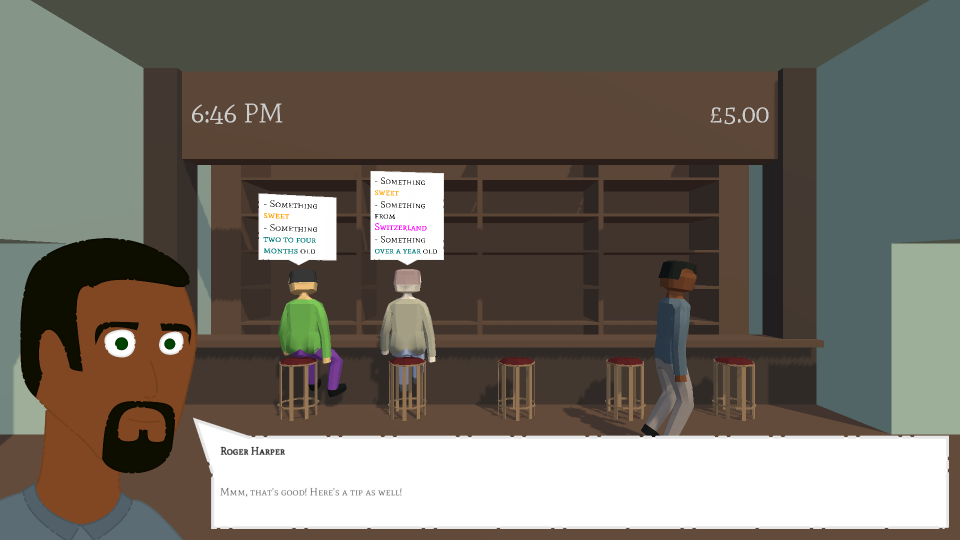 6:46 PM
£5.00
- Something
sweet
- Something
two to four
months old
- Something
sweet
- Something
from
Switzerland
- Something
over a year old
Roger Harper
Mmm, that's good! Here's a tip as well!